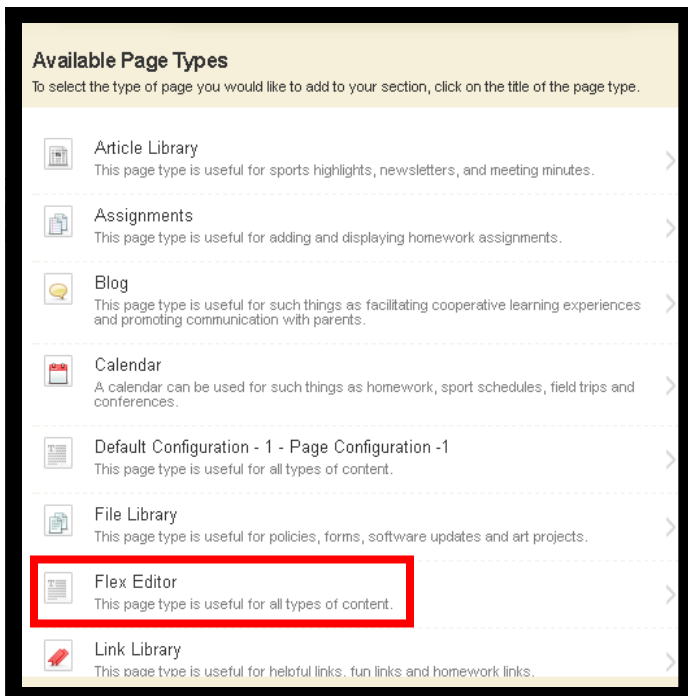 Available Page Types
To select the type of page you would like to add to your section, click on the title of the page type.
Article Library
This page type is useful for sports highlights, newsletters, and meeting minutes.
Assignments
This page type is useful for adding and displaying homework assignments.
Blog
This page type is useful for such things as facilitating cooperative learning experiences
and promoting communication with parents.
Calendar
A calendar can be used for such things as homework, sport schedules, field trips and
conferences.
Default Configuration - 1 - Page Configuration -1
This page type is useful for all types of content.
File Library
This page type is useful for policies, forms, software updates and art projects.
Flex Editor
This page type is useful for all types of content.
Link Library
This page type is useful for helpful links, fun links and homework links.